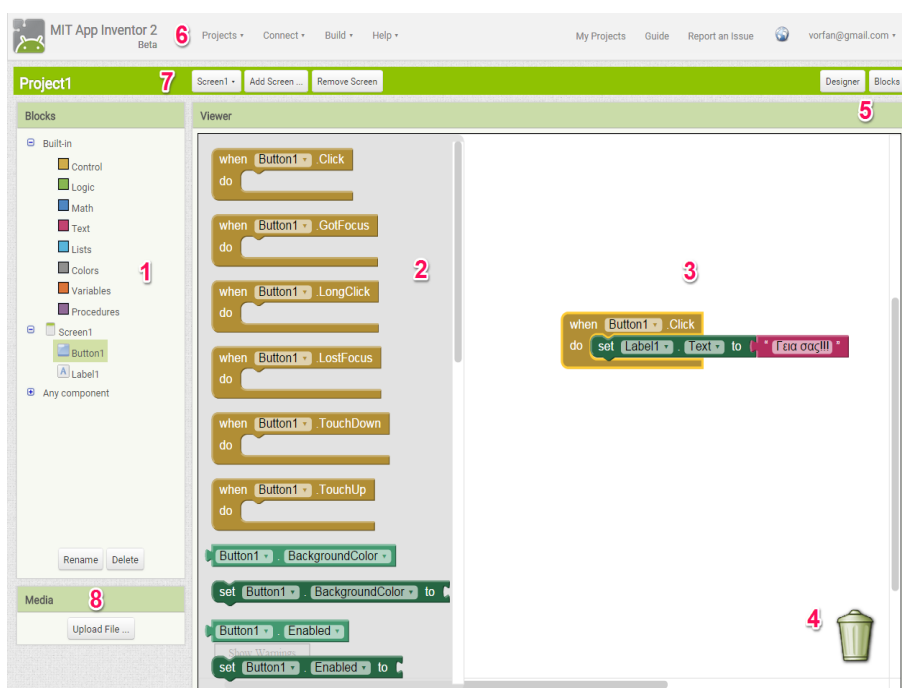 MIT App Inventor 2
Beta
6
Projects
Connect
Build
Help
My Projects
Guide
Report an Issue
vorfan@gmail.com
Project1
7
Screen1
Add Screen ...
Remove Screen
Designer
Blocks
5
Blocks
Built-in
Control
Logic
Math
Text
Lists
Colors
Variables
Procedures
1
Screen1
Button1
Label1
Any component
Rename
Delete
Media
8
Upload File ...
Viewer
when Button1 .Click
do
when Button1 .GotFocus
do
2
when Button1 .LongClick
do
when Button1 .LostFocus
do
when Button1 .TouchDown
do
when Button1 .TouchUp
do
Button1 . BackgroundColor
set Button1 . BackgroundColor to
Button1 . Enabled
Show Warnings
set Button1 . Enabled to
3
when Button1 .Click
do set Label1 . Text to " Γεια σας!!! "
4